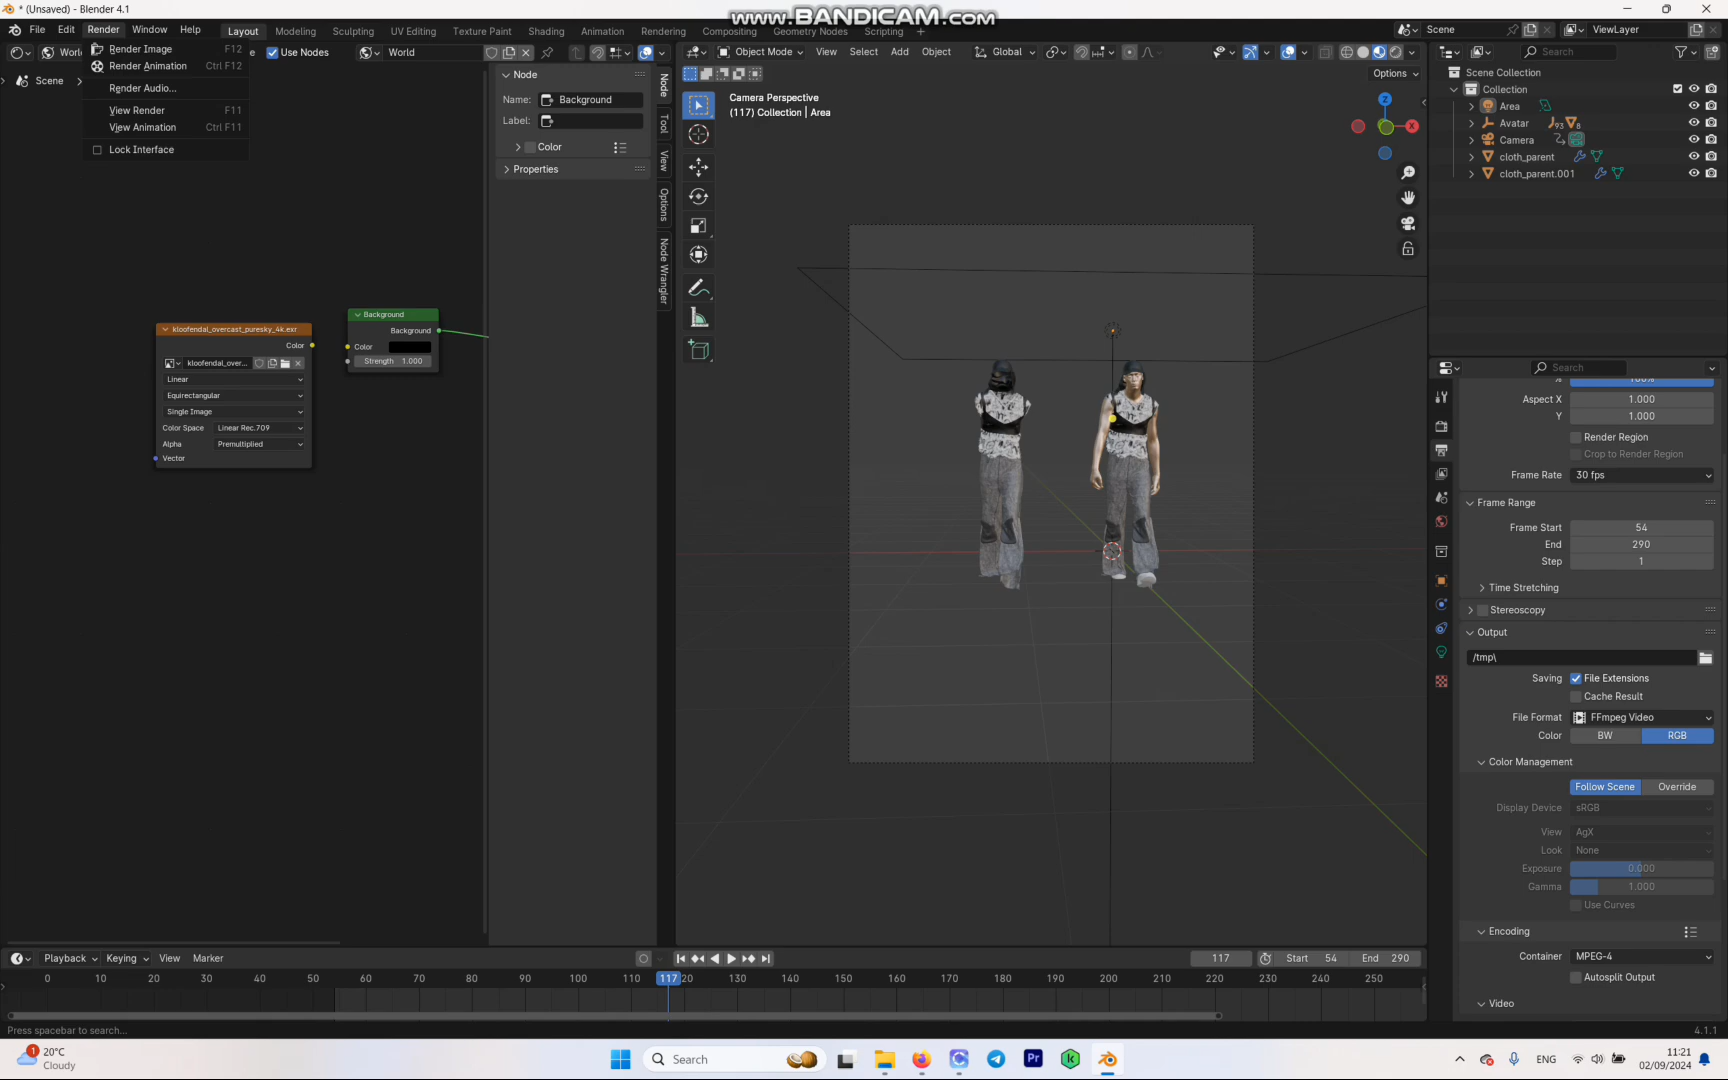 * (Unsaved) - Blender 4.1
www.BANDICAM.com
File Edit Render Window Help
Layout Modeling Sculpting UV Editing Texture Paint Shading Animation Rendering Compositing Geometry Nodes Scripting +
Scene
ViewLayer
Use Nodes
World
Object Mode View Select Add Object
Global
Search
Render Image F12
Render Animation Ctrl F12
Render Audio...
View Render F11
View Animation Ctrl F11
Lock Interface
Scene
Node
Name: Background
Label:
Color
Properties
Node
Tool
View
Options
Node Wrangler
Options
Camera Perspective
(117) Collection | Area
Z
X
Scene Collection
Collection
Area
Avatar 93 8
Camera
cloth_parent
cloth_parent.001
kloofendal_overcast_puresky_4k.exr
Color
kloofendal_over...
Linear
Equirectangular
Single Image
Color Space Linear Rec.709
Alpha Premultiplied
Vector
Background
Background
Color
Strength 1.000
Search
% 100%
Aspect X 1.000
Y 1.000
Render Region
Crop to Render Region
Frame Rate 30 fps
Frame Range
Frame Start 54
End 290
Step 1
Time Stretching
Stereoscopy
Output
/tmp\
Saving File Extensions
Cache Result
File Format FFmpeg Video
Color BW RGB
Color Management
Follow Scene Override
Display Device sRGB
View AgX
Look None
Exposure 0.000
Gamma 1.000
Use Curves
Encoding
Container MPEG-4
Autosplit Output
Video
Playback Keying View Marker
117 Start 54 End 290
0 10 20 30 40 50 60 70 80 90 100 117 20 130 140 150 160 170 180 190 200 210 220 230 240 250
Press spacebar to search...
4.1.1
1
20°C
Cloudy
Search
Pr
k
ENG
11:21
02/09/2024